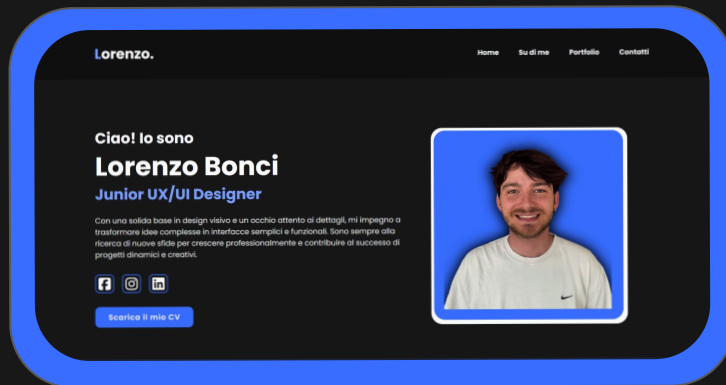 Lorenzo.
Home Su di me Portfolio Contatti
Ciao! Io sono
Lorenzo Bonci
Junior UX/UI Designer
Con una solida base in design visivo e un occhio attento ai dettagli, mi impegno a
trasformare idee complesse in interfacce semplici e funzionali. Sono sempre alla
ricerca di nuove sfide per crescere professionalmente e contribuire al successo di
progetti dinamici e creativi.
Scarica il mio CV